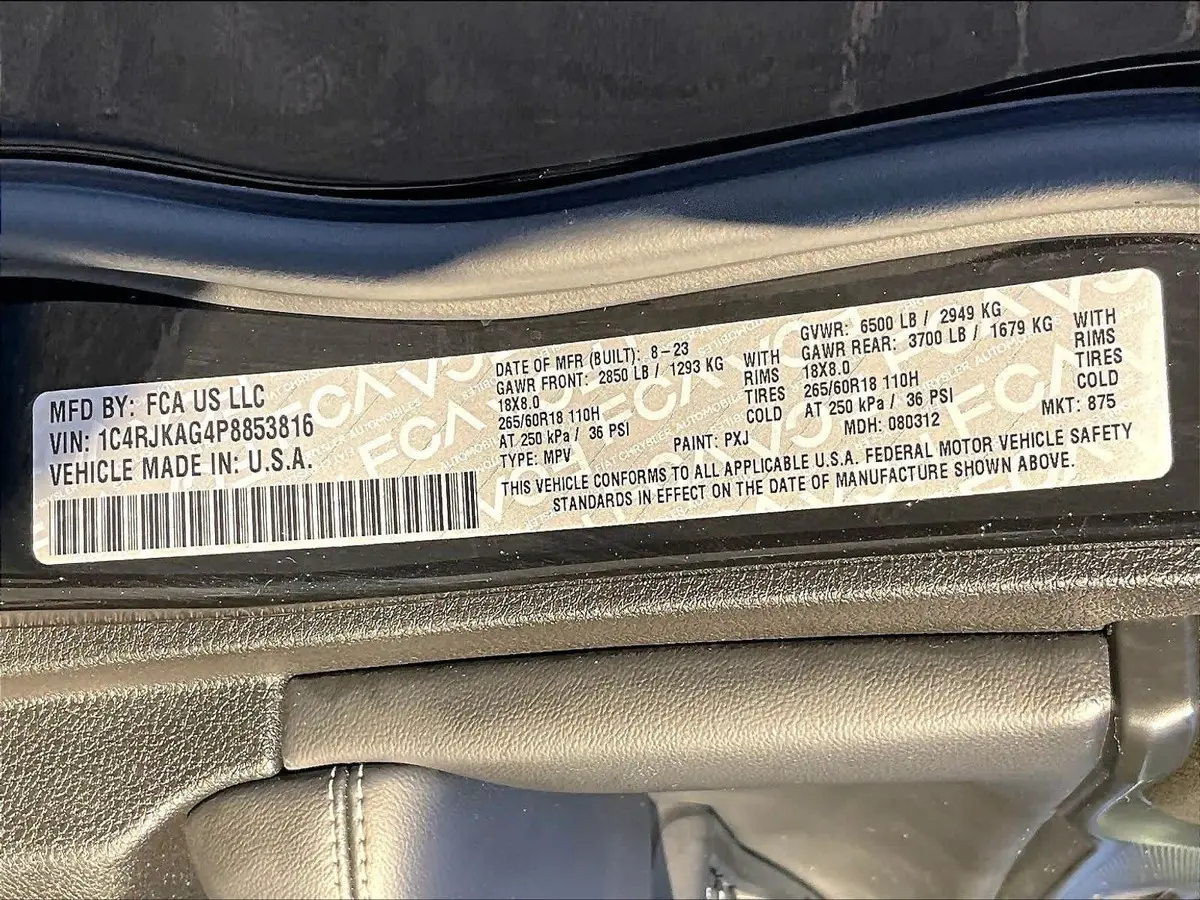 MFD BY: FCA US LLC
VIN: 1C4RJKAG4P8853816
VEHICLE MADE IN: U.S.A.
DATE OF MFR (BUILT): 8-23
GAWR FRONT: 2850 LB / 1293 KG WITH
18X8.0 RIMS
265/60R18 110H TIRES
AT 250 kPa / 36 PSI COLD
TYPE: MPV PAINT: PXJ
GVWR: 6500 LB / 2949 KG
GAWR REAR: 3700 LB / 1679 KG WITH
18X8.0 RIMS
265/60R18 110H TIRES
AT 250 kPa / 36 PSI COLD
MDH: 080312 MKT: 875
THIS VEHICLE CONFORMS TO ALL APPLICABLE U.S.A. FEDERAL MOTOR VEHICLE SAFETY
STANDARDS IN EFFECT ON THE DATE OF MANUFACTURE SHOWN ABOVE.